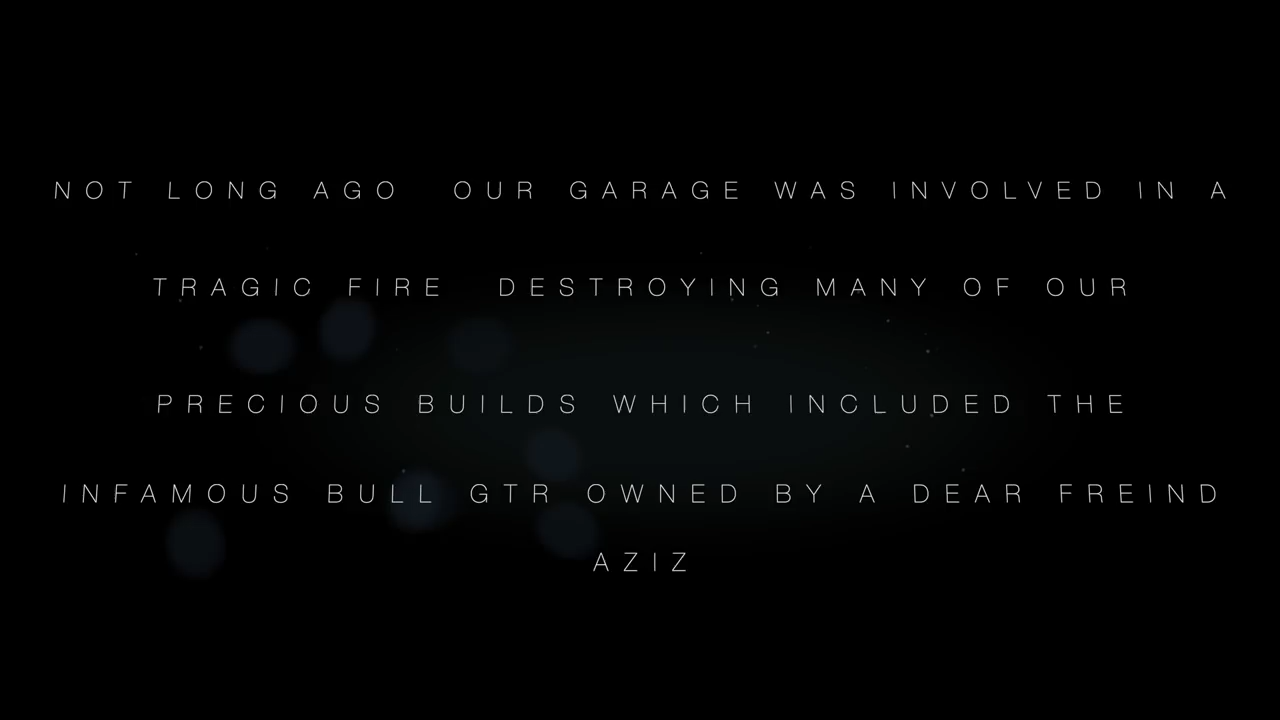 NOT LONG AGO OUR GARAGE WAS INVOLVED IN A
TRAGIC FIRE DESTROYING MANY OF OUR
PRECIOUS BUILDS WHICH INCLUDED THE
INFAMOUS BULL GTR OWNED BY A DEAR FREIND
AZIZ